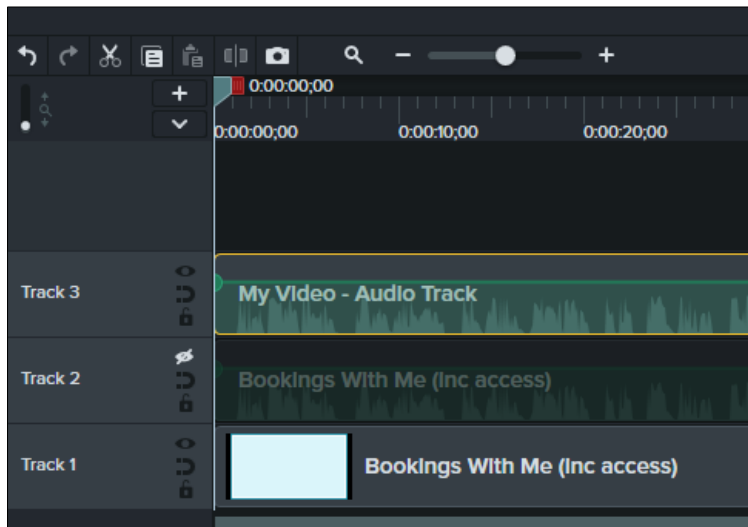 0:00:00;00
0:00:00;00 0:00:10;00 0:00:20;00
Track 3
My Video - Audio Track
Track 2
Bookings With Me (inc access)
Track 1
Bookings With Me (inc access)